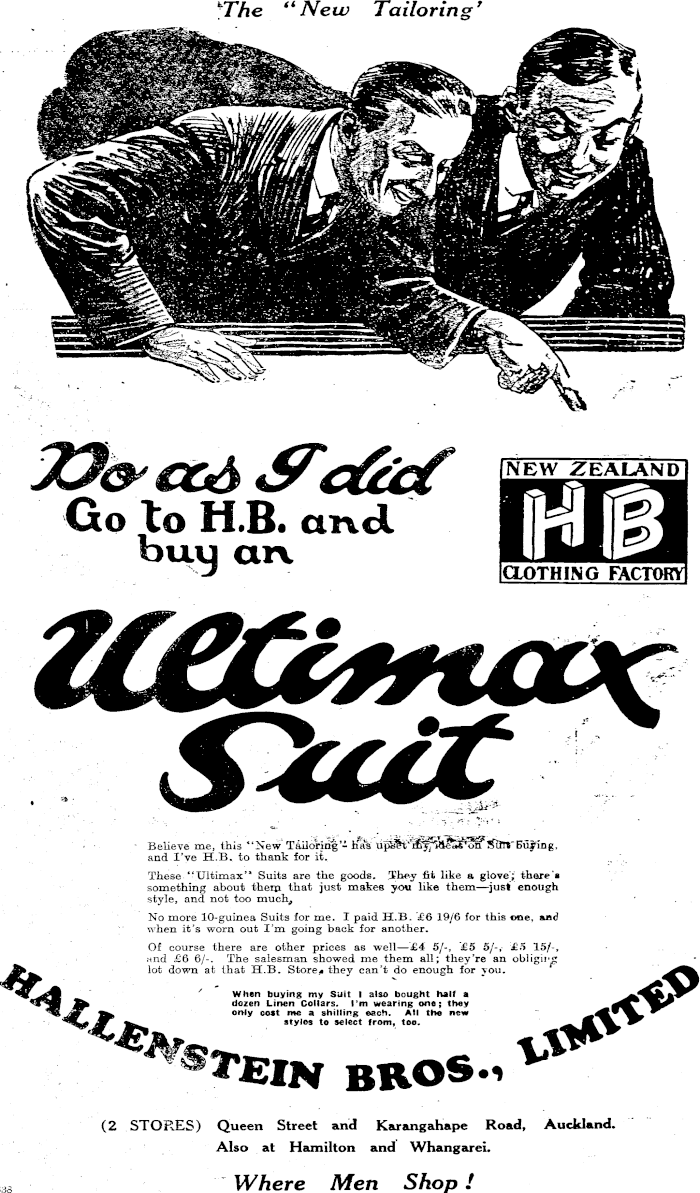 The "New Tailoring'
Do as I did
Go to H.B. and
buy an
NEW ZEALAND
HB
CLOTHING FACTORY
Ultimax
Suit
Believe me, this "New Tailoring" has upset my ideas on Suit buying,
and I've H.B. to thank for it.
These "Ultimax" Suits are the goods. They fit like a glove; there's
something about them that just makes you like them—just enough
style, and not too much.
No more 10-guinea Suits for me. I paid H.B. £6 19/6 for this one, and
when it's worn out I'm going back for another.
Of course there are other prices as well—£4 5/-, £5 5/-, £5 15/-,
and £6 6/-. The salesman showed me them all; they're an obliging
lot down at that H.B. Store, they can't do enough for you.
When buying my Suit I also bought half a
dozen Linen Collars. I'm wearing one; they
only cost me a shilling each. All the new
styles to select from, too.
HALLENSTEIN BROS., LIMITED
(2 STORES) Queen Street and Karangahape Road, Auckland.
Also at Hamilton and Whangarei.
Where Men Shop!